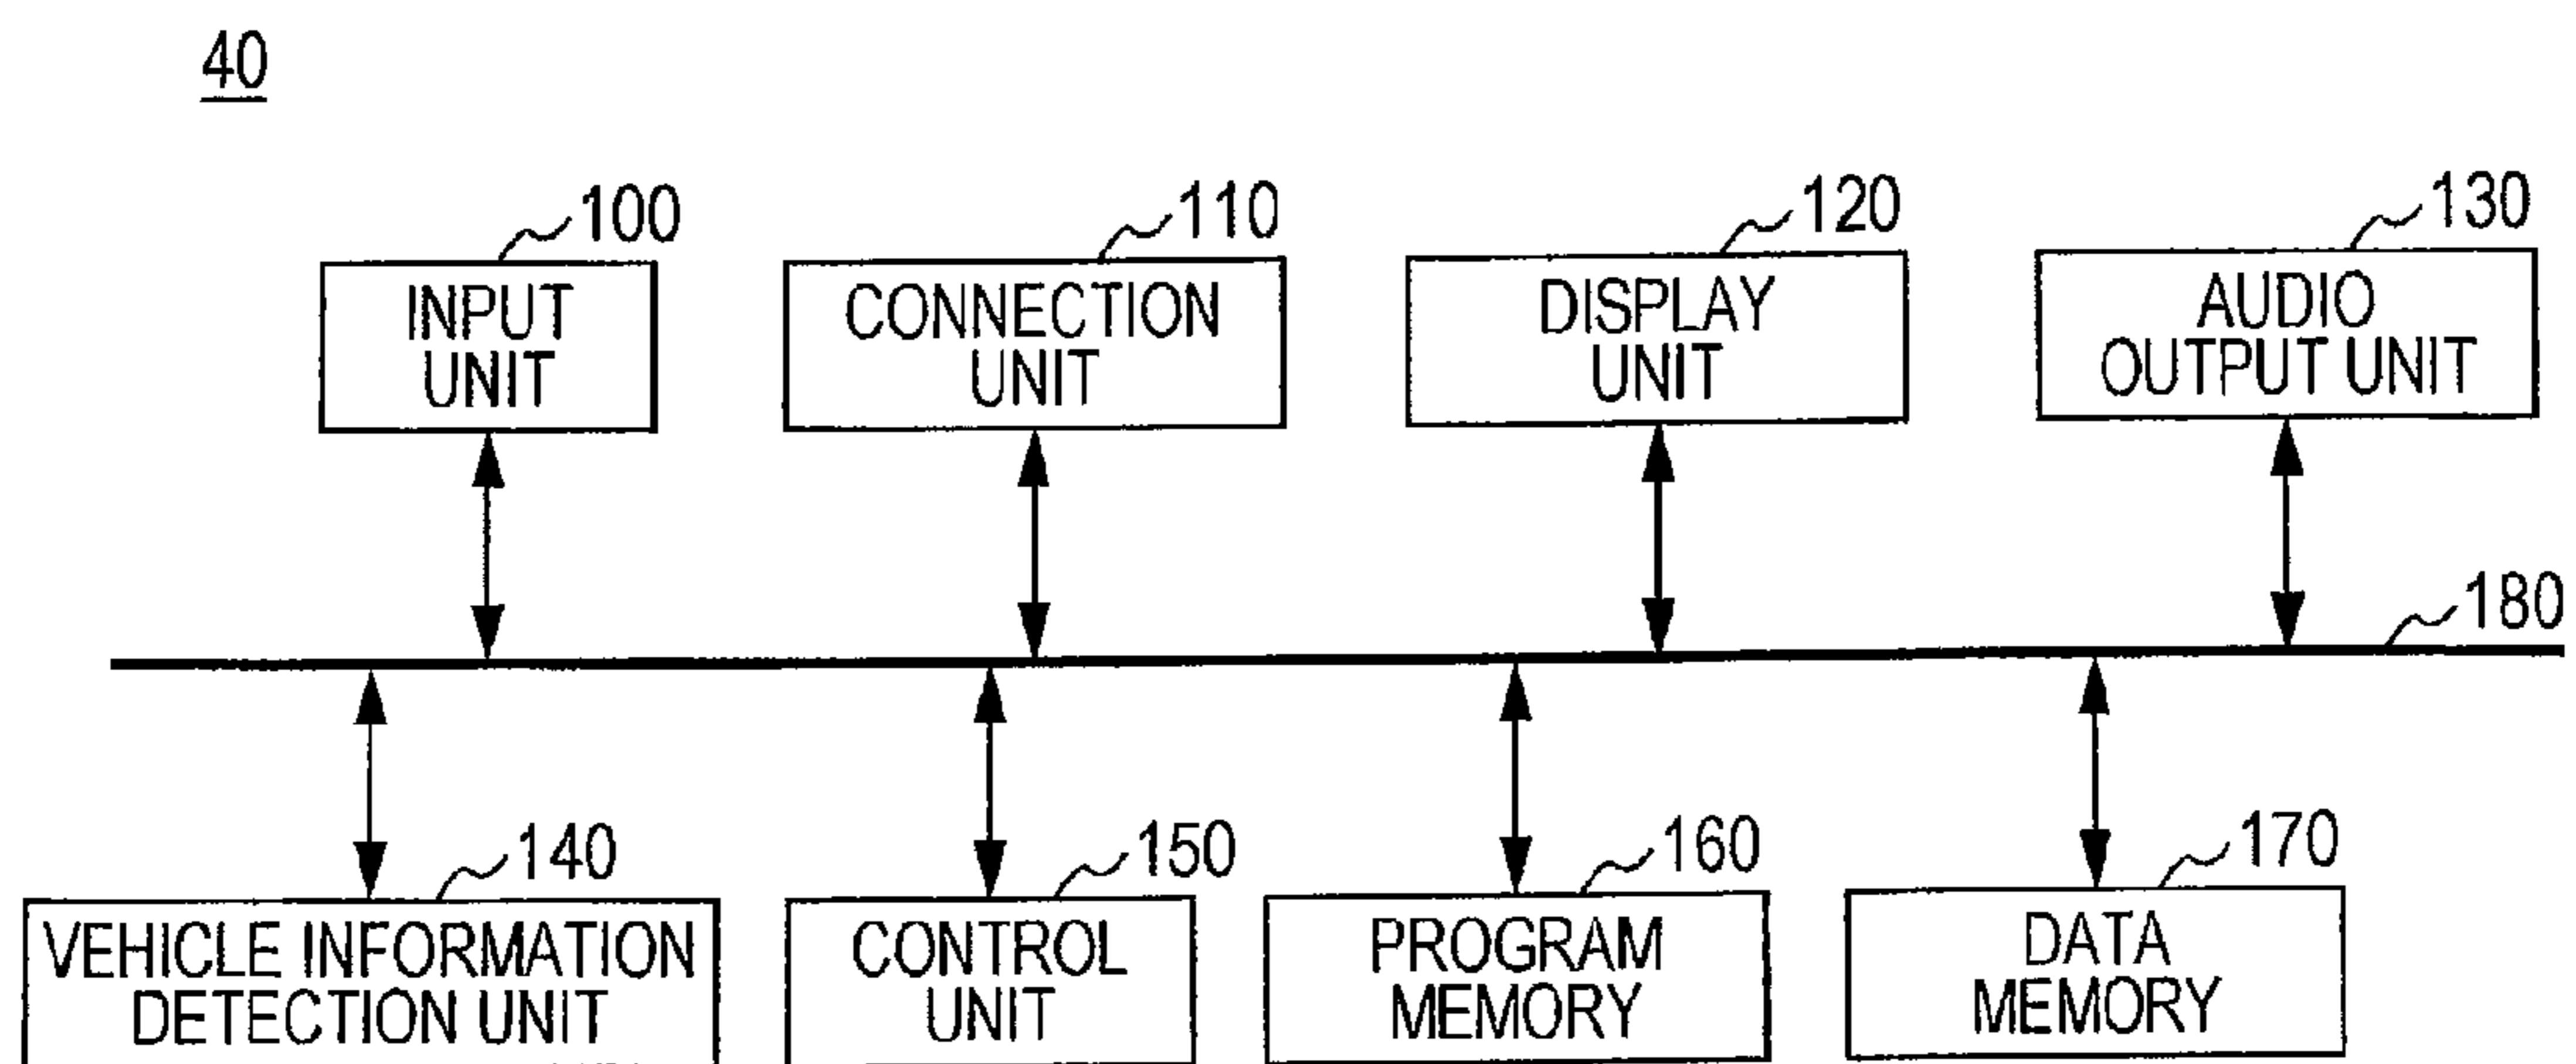 40
100
110
120
130
INPUT
UNIT
CONNECTION
UNIT
DISPLAY
UNIT
AUDIO
OUTPUT UNIT
180
140
150
160
170
VEHICLE INFORMATION
DETECTION UNIT
CONTROL
UNIT
PROGRAM
MEMORY
DATA
MEMORY